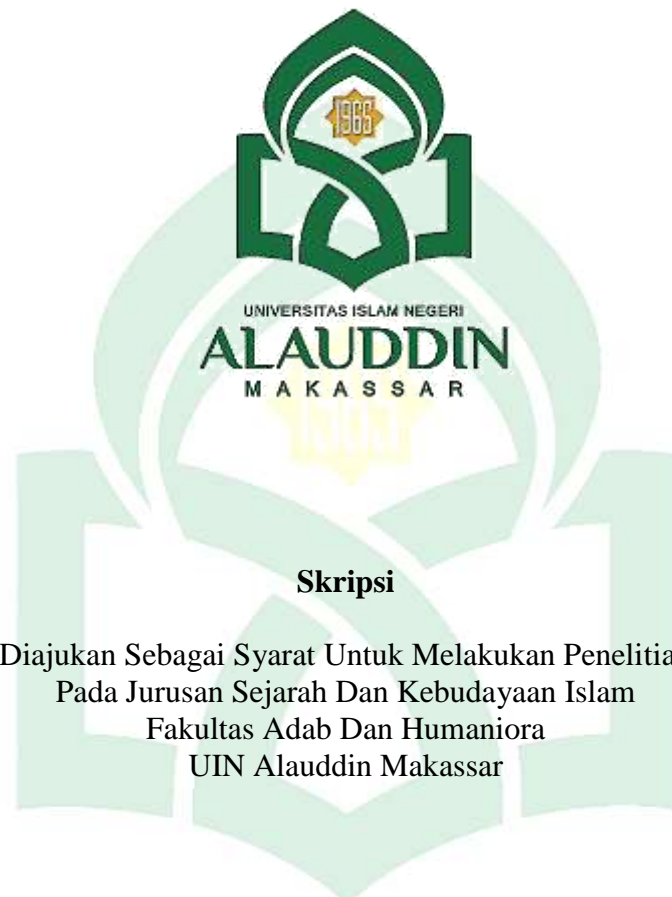 1965
UNIVERSITAS ISLAM NEGERI
ALAUDDIN
MAKASSAR
Skripsi
Diajukan Sebagai Syarat Untuk Melakukan Penelitia
Pada Jurusan Sejarah Dan Kebudayaan Islam
Fakultas Adab Dan Humaniora
UIN Alauddin Makassar